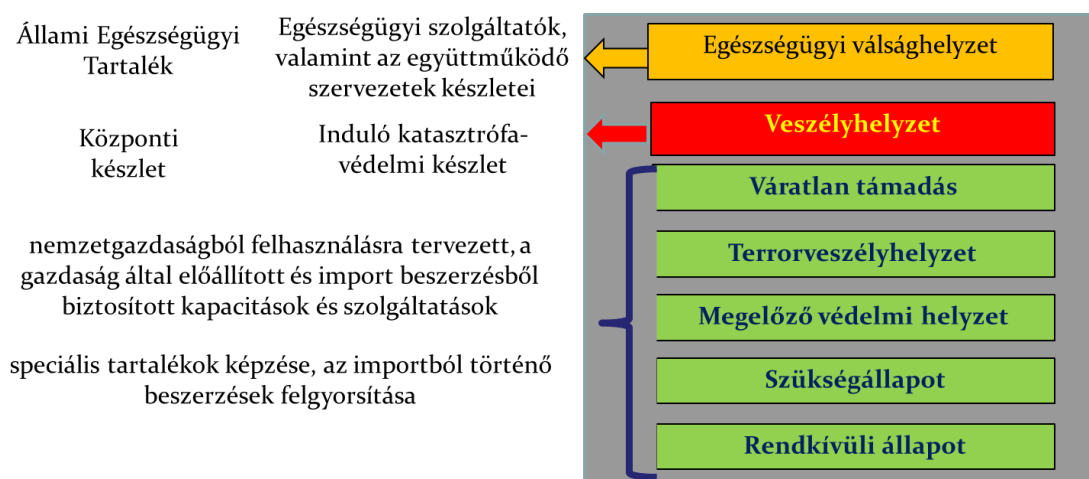 Állami Egészségügyi
Tartalék
Egészségügyi szolgáltatók,
valamint az együttműködő
szervezetek készletei
Egészségügyi válsághelyzet
Központi
készlet
Induló katasztrófa-
védelmi készlet
Veszélyhelyzet
nemzetgazdaságból felhasználásra tervezett, a
gazdaság által előállított és import beszerzésből
biztosított kapacitások és szolgáltatások
speciális tartalékok képzése, az importból történő
beszerzések felgyorsítása
Váratlan támadás
Terrorveszélyhelyzet
Megelőző védelmi helyzet
Szükségállapot
Rendkívüli állapot